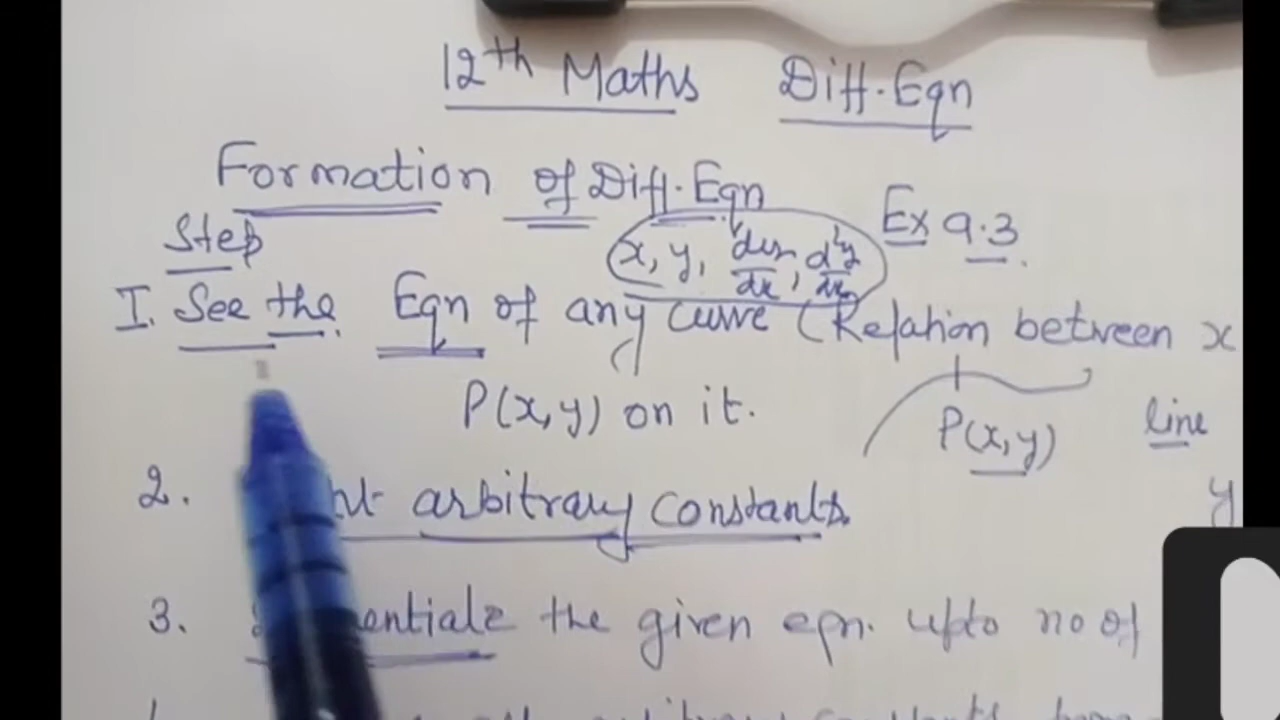 12th Maths Diff. Eqn
Formation of Diff. Eqn Ex 9.3
Step x, y, dy/dx, d²y/dx
I. See the Eqn of any curve (Relation between x
P(x,y) on it.
P(x,y) line
2. arbitrary constants. y
3. the given eqn. upto no of